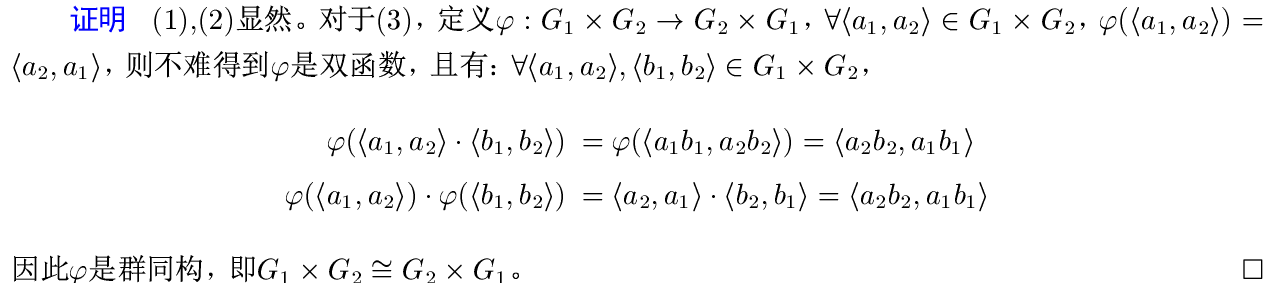 证明 (1),(2)显然。对于(3)，定义φ : G₁ × G₂ → G₂ × G₁，∀⟨a₁, a₂⟩ ∈ G₁ × G₂，φ(⟨a₁, a₂⟩) =
⟨a₂, a₁⟩，则不难得到φ是双函数，且有：∀⟨a₁, a₂⟩, ⟨b₁, b₂⟩ ∈ G₁ × G₂，
φ(⟨a₁, a₂⟩ · ⟨b₁, b₂⟩) = φ(⟨a₁b₁, a₂b₂⟩) = ⟨a₂b₂, a₁b₁⟩
φ(⟨a₁, a₂⟩) · φ(⟨b₁, b₂⟩) = ⟨a₂, a₁⟩ · ⟨b₂, b₁⟩ = ⟨a₂b₂, a₁b₁⟩
因此φ是群同构，即G₁ × G₂ ≅ G₂ × G₁。 □